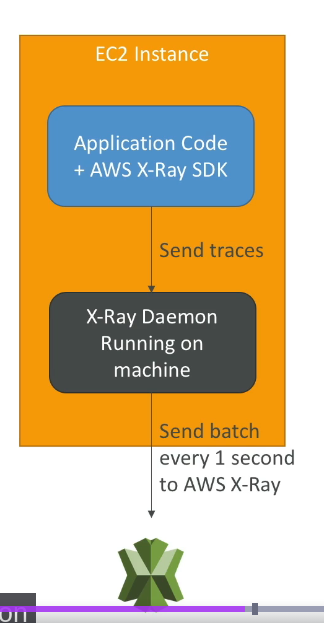 EC2 Instance
Application Code
+ AWS X-Ray SDK
Send traces
X-Ray Daemon
Running on
machine
Send batch
every 1 second
to AWS X-Ray
on